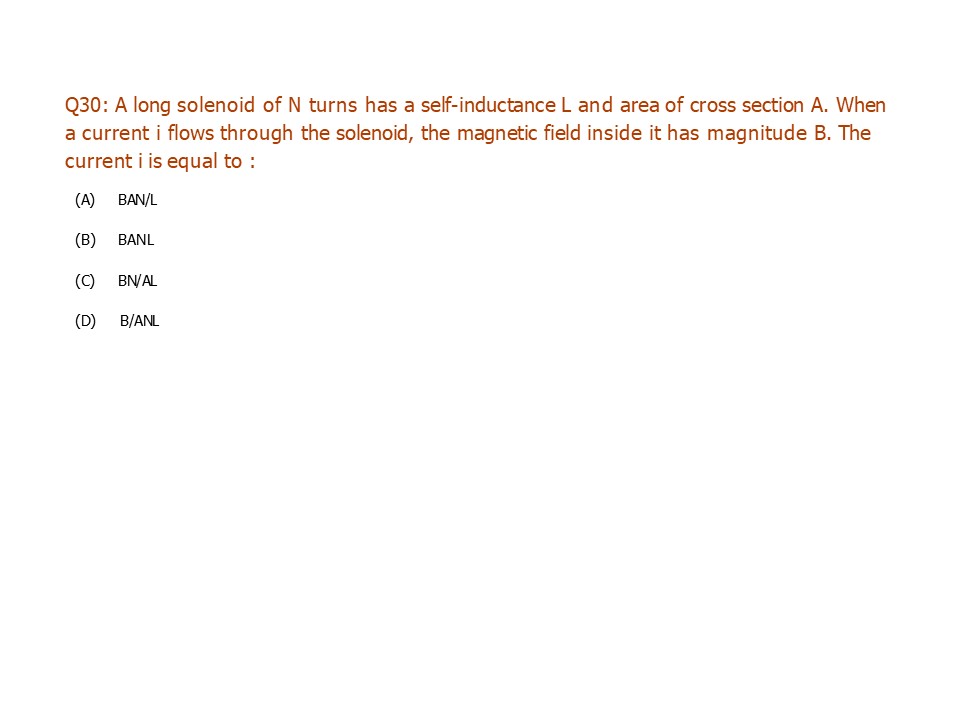 Q30: A long solenoid of N turns has a self-inductance L and area of cross section A. When
a current i flows through the solenoid, the magnetic field inside it has magnitude B. The
current i is equal to :
(A) BAN/L
(B) BANL
(C) BN/AL
(D) B/ANL